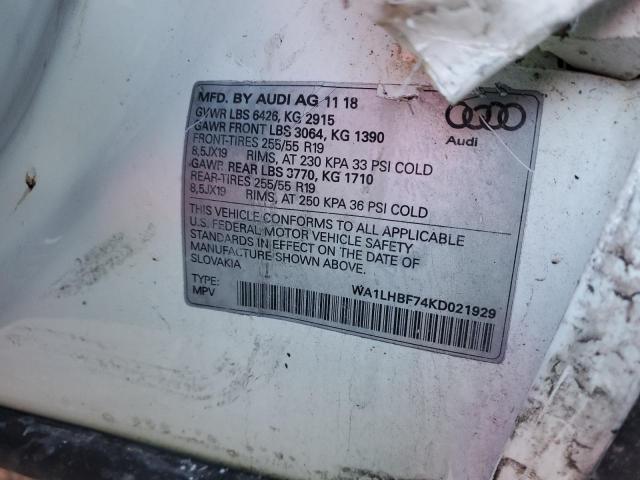 MFD. BY AUDI AG 11 18
GVWR LBS 6426, KG 2915
GAWR FRONT LBS 3064, KG 1390
FRONT-TIRES 255/55 R19
8,5JX19 RIMS, AT 230 KPA 33 PSI COLD
GAWR REAR LBS 3770, KG 1710
REAR-TIRES 255/55 R19
8,5JX19 RIMS, AT 250 KPA 36 PSI COLD
Audi
THIS VEHICLE CONFORMS TO ALL APPLICABLE
U.S. FEDERAL MOTOR VEHICLE SAFETY
STANDARDS IN EFFECT ON THE DATE OF
MANUFACTURE SHOWN ABOVE.
SLOVAKIA
TYPE:
MPV
WA1LHBF74KD021929